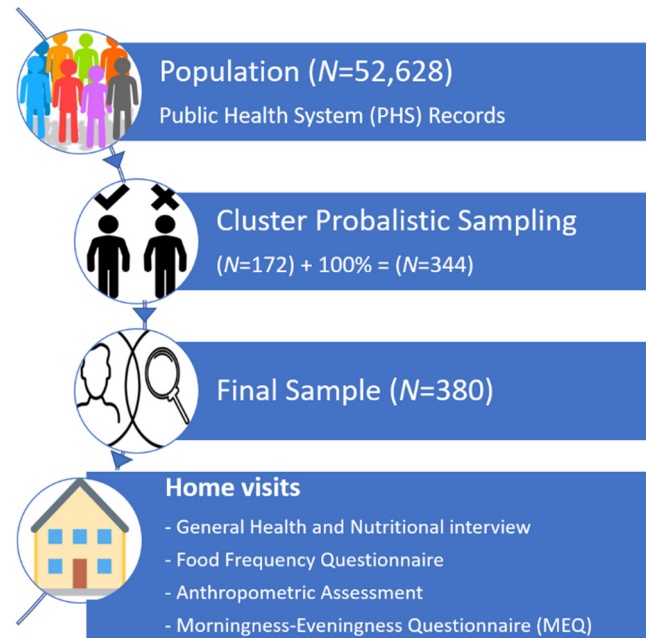 Population (N=52,628)
Public Health System (PHS) Records
Cluster Probalistic Sampling
(N=172) + 100% = (N=344)
Final Sample (N=380)
Home visits
- General Health and Nutritional interview
- Food Frequency Questionnaire
- Anthropometric Assessment
- Morningness-Eveningness Questionnaire (MEQ)